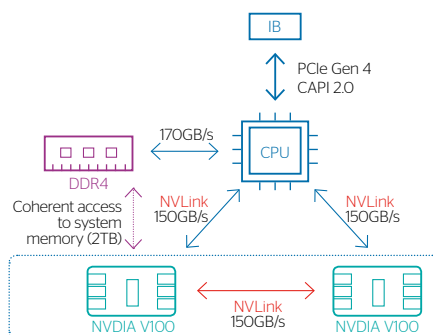 IB
PCIe Gen 4
CAPI 2.0
170GB/s
CPU
DDR4
Coherent access
to system
memory (2TB)
NVLink
150GB/s
NVLink
150GB/s
NVLink
150GB/s
NVDIA V100
NVDIA V100